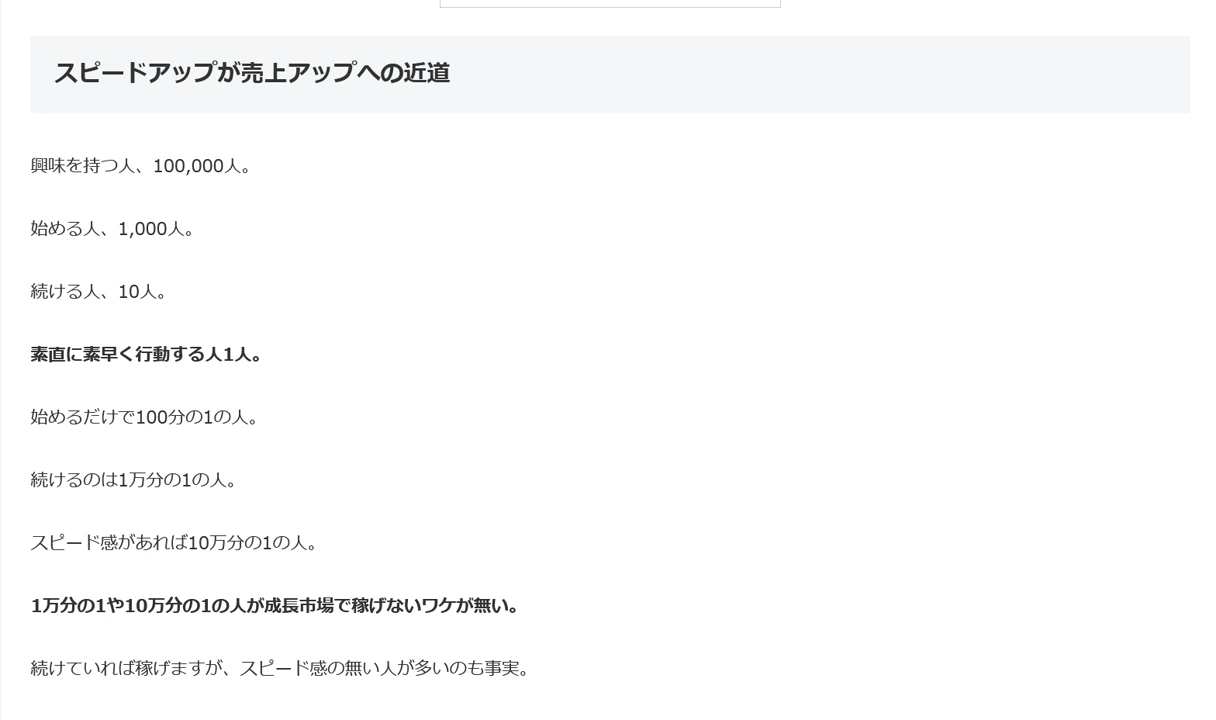 スピードアップが売上アップへの近道
興味を持つ人、100,000人。
始める人、1,000人。
続ける人、10人。
素直に素早く行動する人1人。
始めるだけで100分の1の人。
続けるのは1万分の1の人。
スピード感があれば10万分の1の人。
1万分の1や10万分の1の人が成長市場で稼げないワケが無い。
続けていれば稼げますが、スピード感の無い人が多いのも事実。